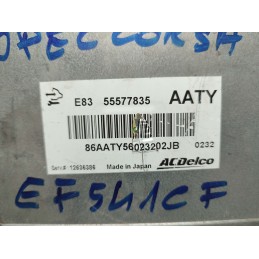 OPEL CORSA
E83 55577835 AATY
86AATY56023202JB 0232
Made in Japan ACDelco
EF541CF